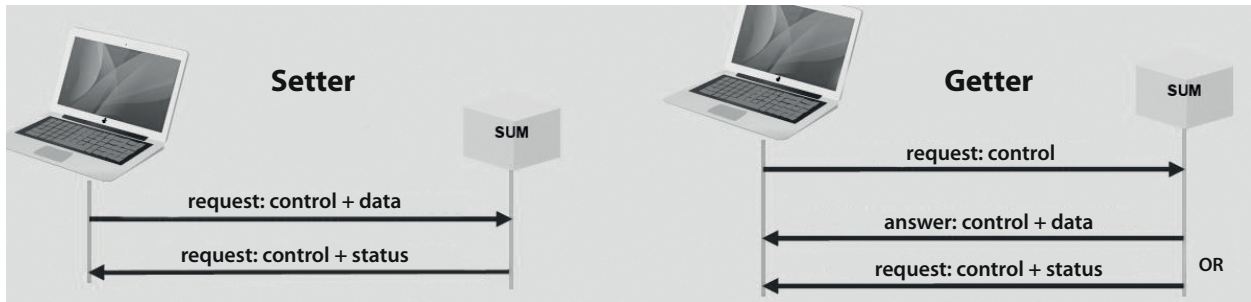 Setter
SUM
request: control + data
request: control + status
Getter
SUM
request: control
answer: control + data
request: control + status
OR